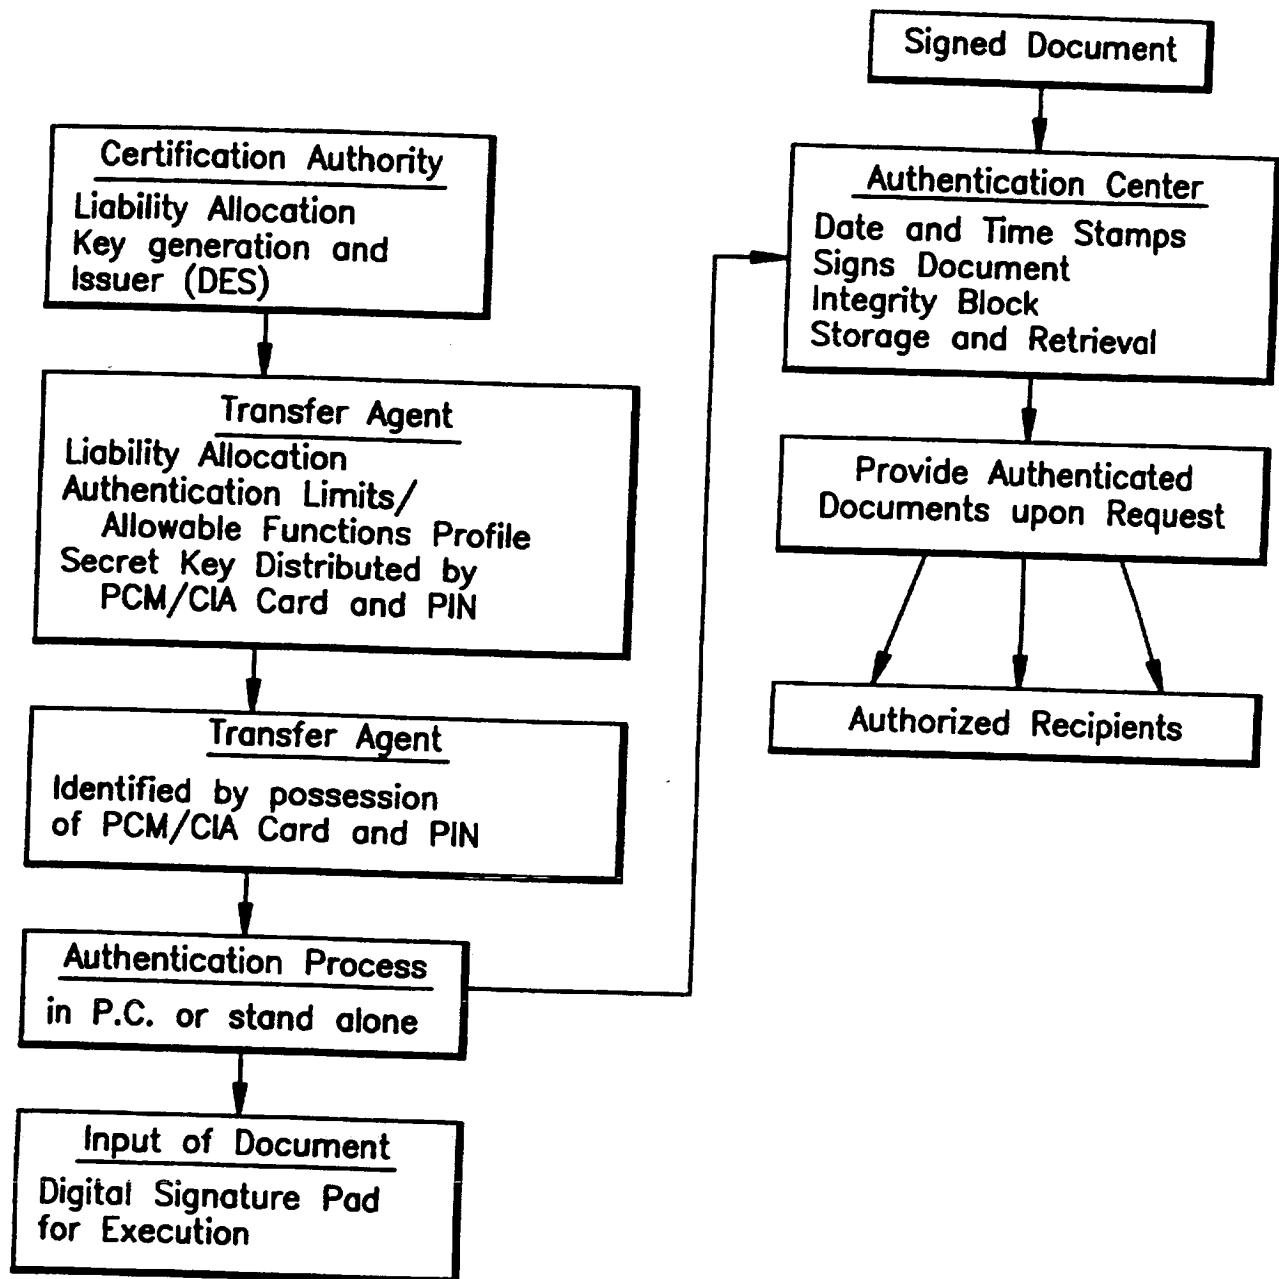 Certification Authority
Liability Allocation
Key generation and
Issuer (DES)
Transfer Agent
Liability Allocation
Authentication Limits/
Allowable Functions Profile
Secret Key Distributed by
PCM/CIA Card and PIN
Transfer Agent
Identified by possession
of PCM/CIA Card and PIN
Authentication Process
in P.C. or stand alone
Input of Document
Digital Signature Pad
for Execution
Signed Document
Authentication Center
Date and Time Stamps
Signs Document
Integrity Block
Storage and Retrieval
Provide Authenticated
Documents upon Request
Authorized Recipients